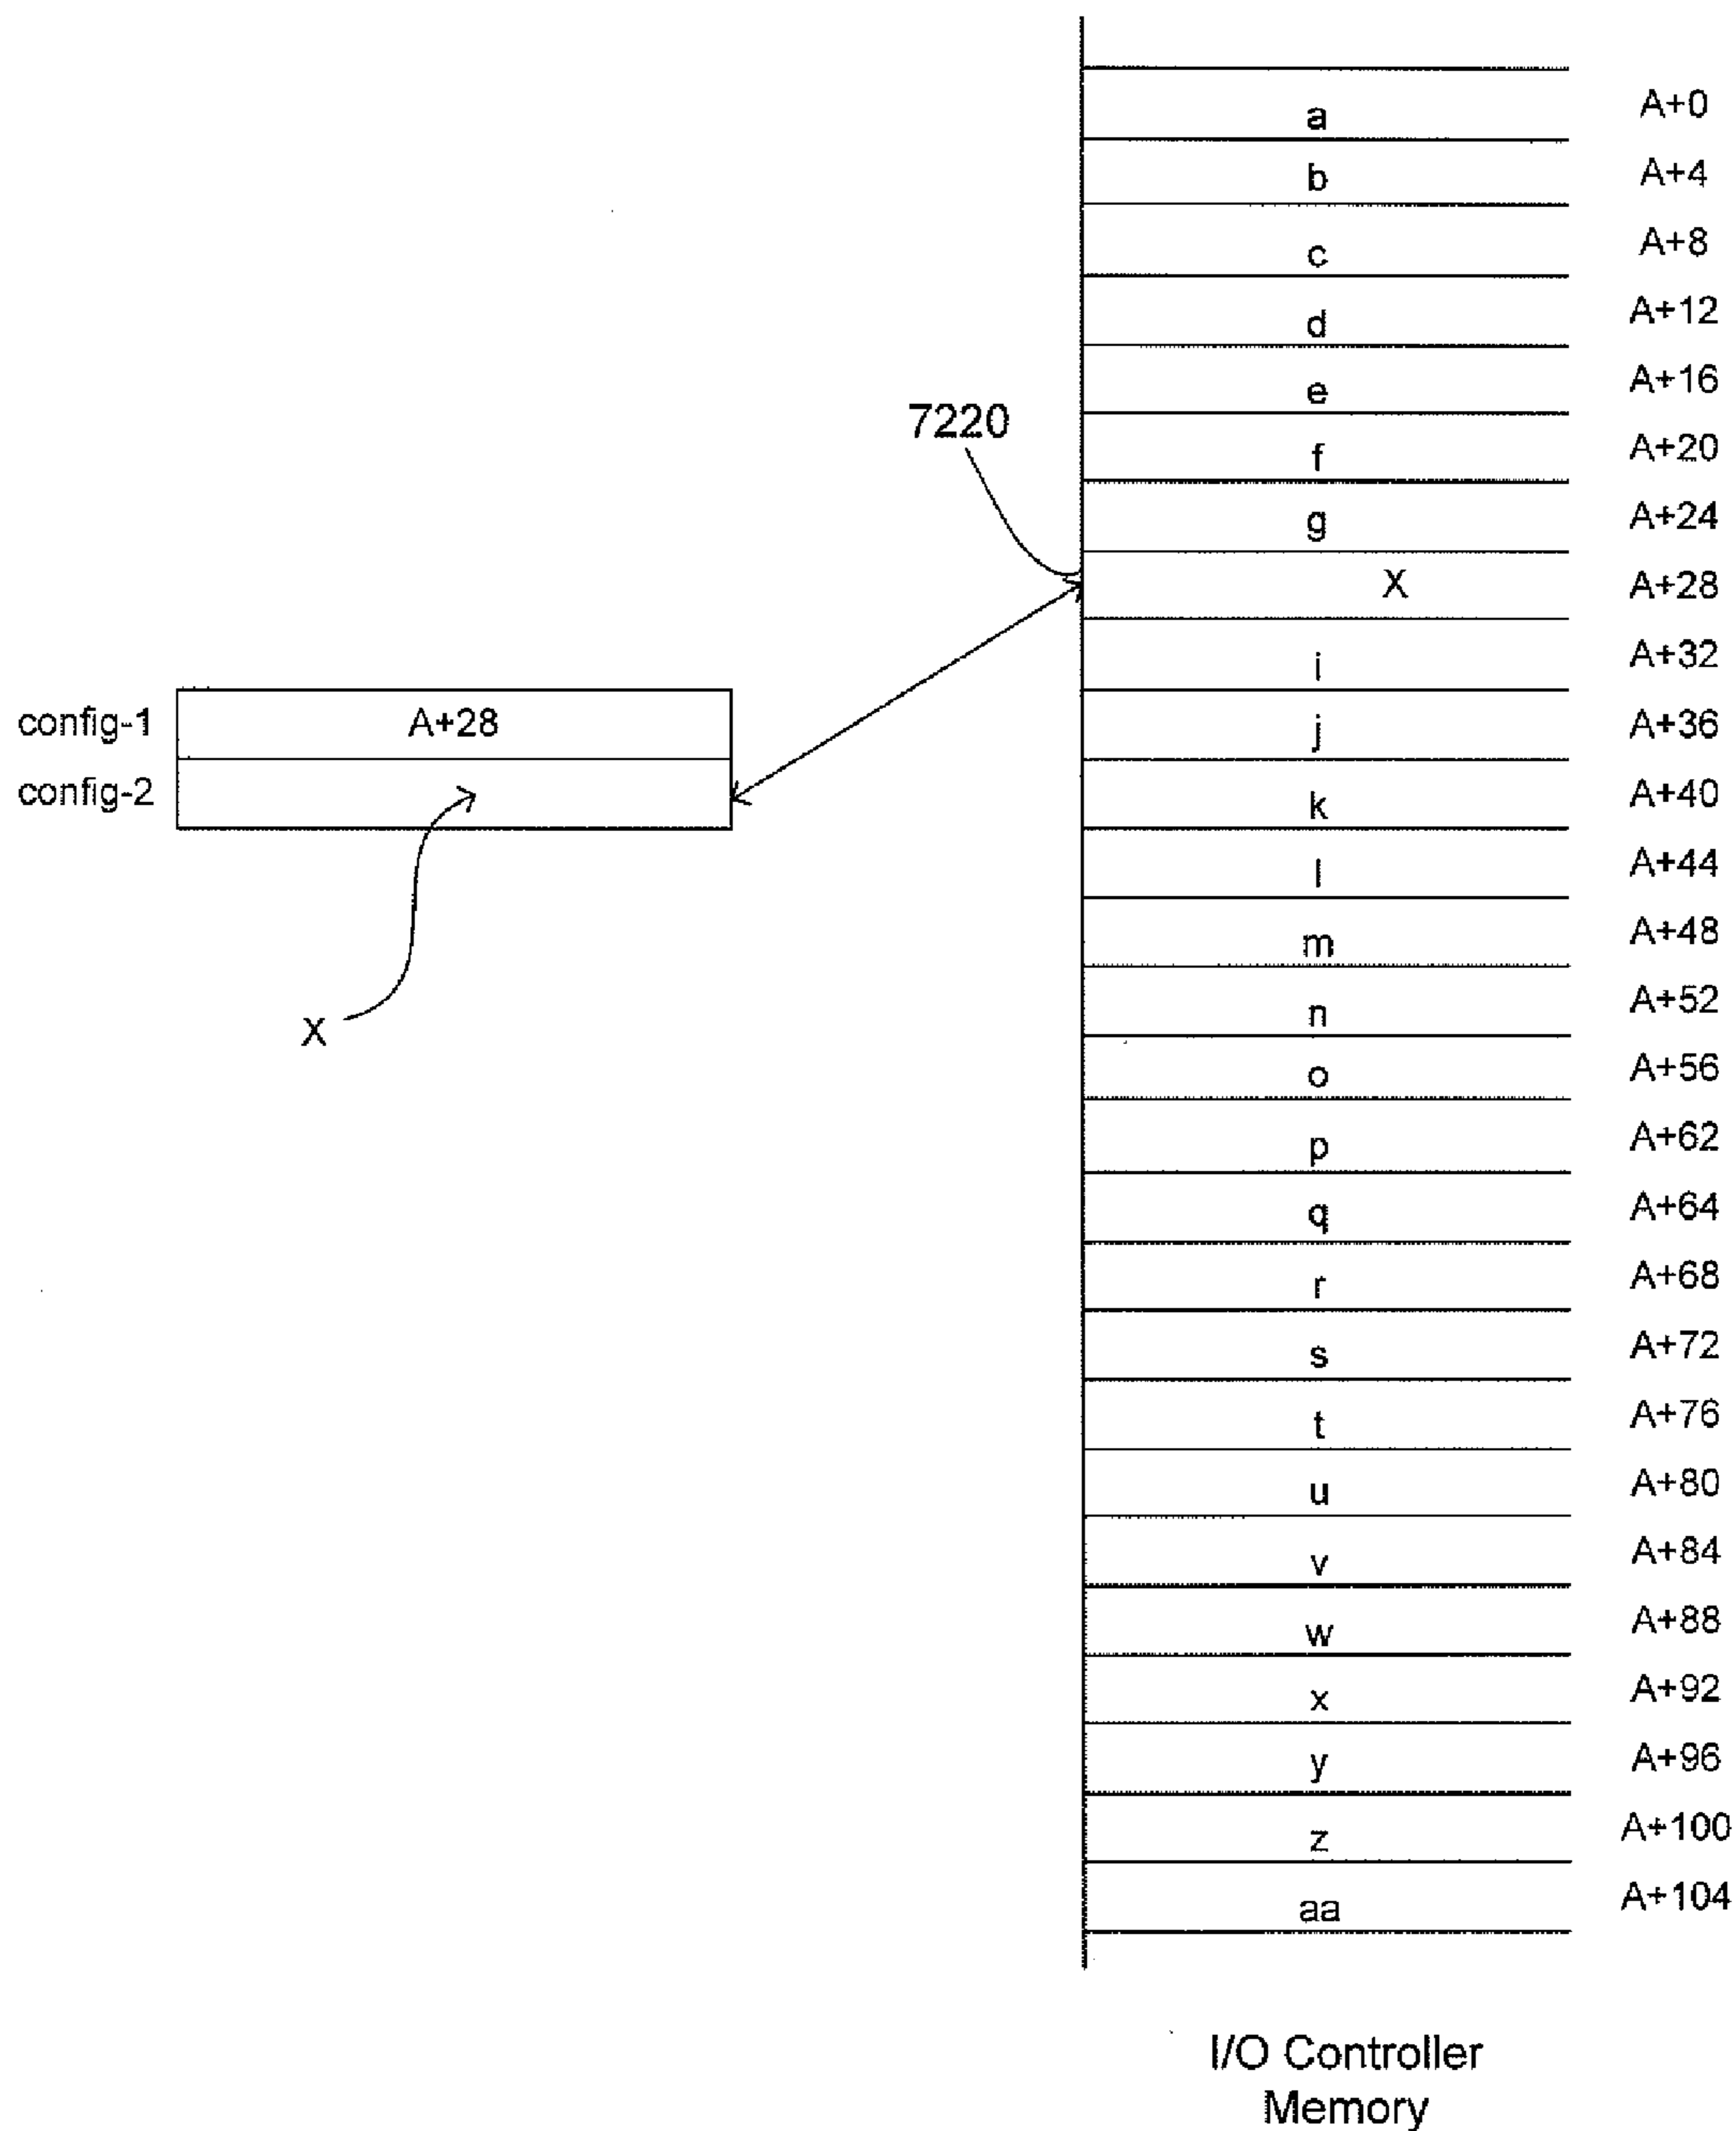 a A+0
b A+4
c A+8
d A+12
e A+16
7220 f A+20
g A+24
X A+28
i A+32
config-1 A+28 j A+36
config-2 k A+40
l A+44
m A+48
X n A+52
o A+56
p A+62
q A+64
r A+68
s A+72
t A+76
u A+80
v A+84
w A+88
x A+92
y A+96
z A+100
aa A+104
I/O Controller
Memory